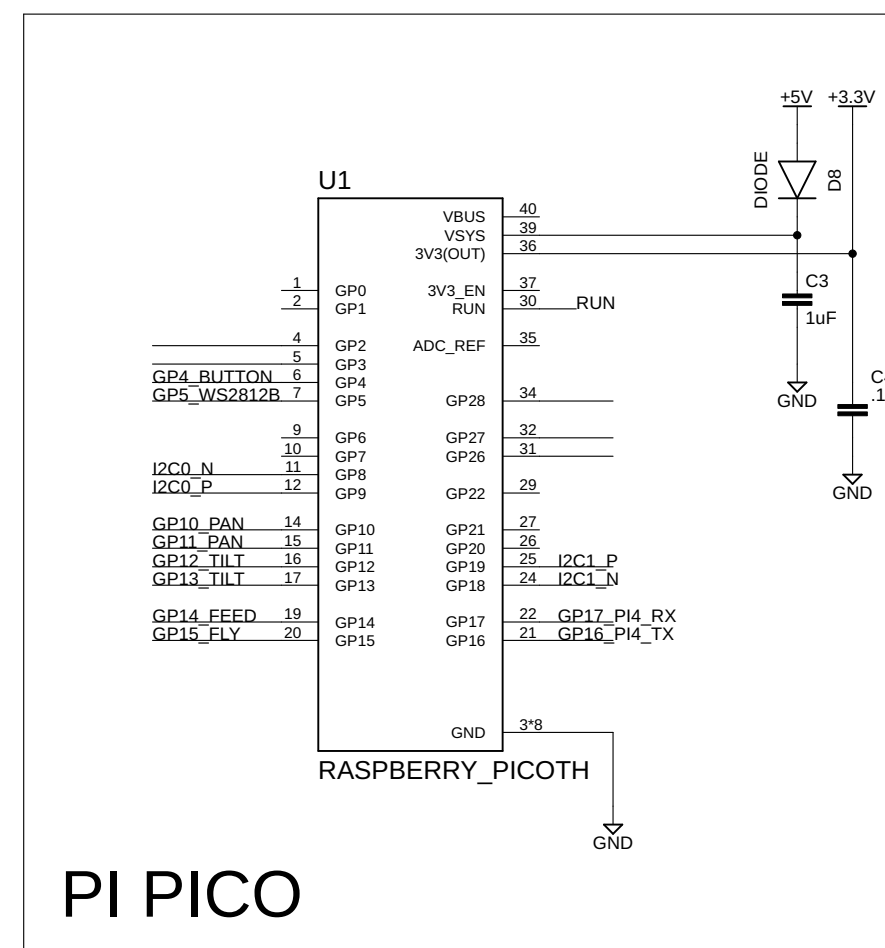 +5V +3.3V
DIODE D8
U1
VBUS 40
VSYS 39
3V3(OUT) 36
1 GP0 3V3_EN 37
2 GP1 RUN 30 RUN
C3
1uF
4 GP2 ADC_REF 35
5 GP3
GP4_BUTTON 6 GP4
GP5_WS2812B 7 GP5 GP28 34
GND
9 GP6 GP27 32
10 GP7 GP26 31
I2C0_N 11 GP8
I2C0_P 12 GP9 GP22 29
GND
GP10_PAN 14 GP10 GP21 27
GP11_PAN 15 GP11 GP20 26
GP12_TILT 16 GP12 GP19 25 I2C1_P
GP13_TILT 17 GP13 GP18 24 I2C1_N
GP14_FEED 19 GP14 GP17 22 GP17_PI4_RX
GP15_FLY 20 GP15 GP16 21 GP16_PI4_TX
GND 3*8
RASPBERRY_PICOTH
GND
PI PICO